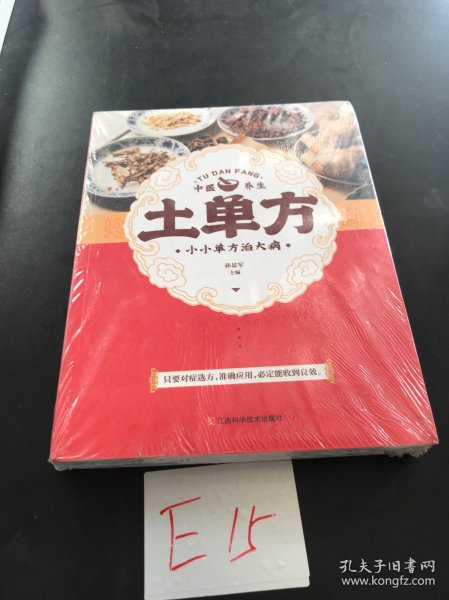 TU DAN FANG
中医 养生
土单方
小小单方治大病
孙显军
主编
只要对症选方,准确应用,必定能收到良效。
江西科学技术出版社
E15
孔夫子旧书网
www.kongfz.com